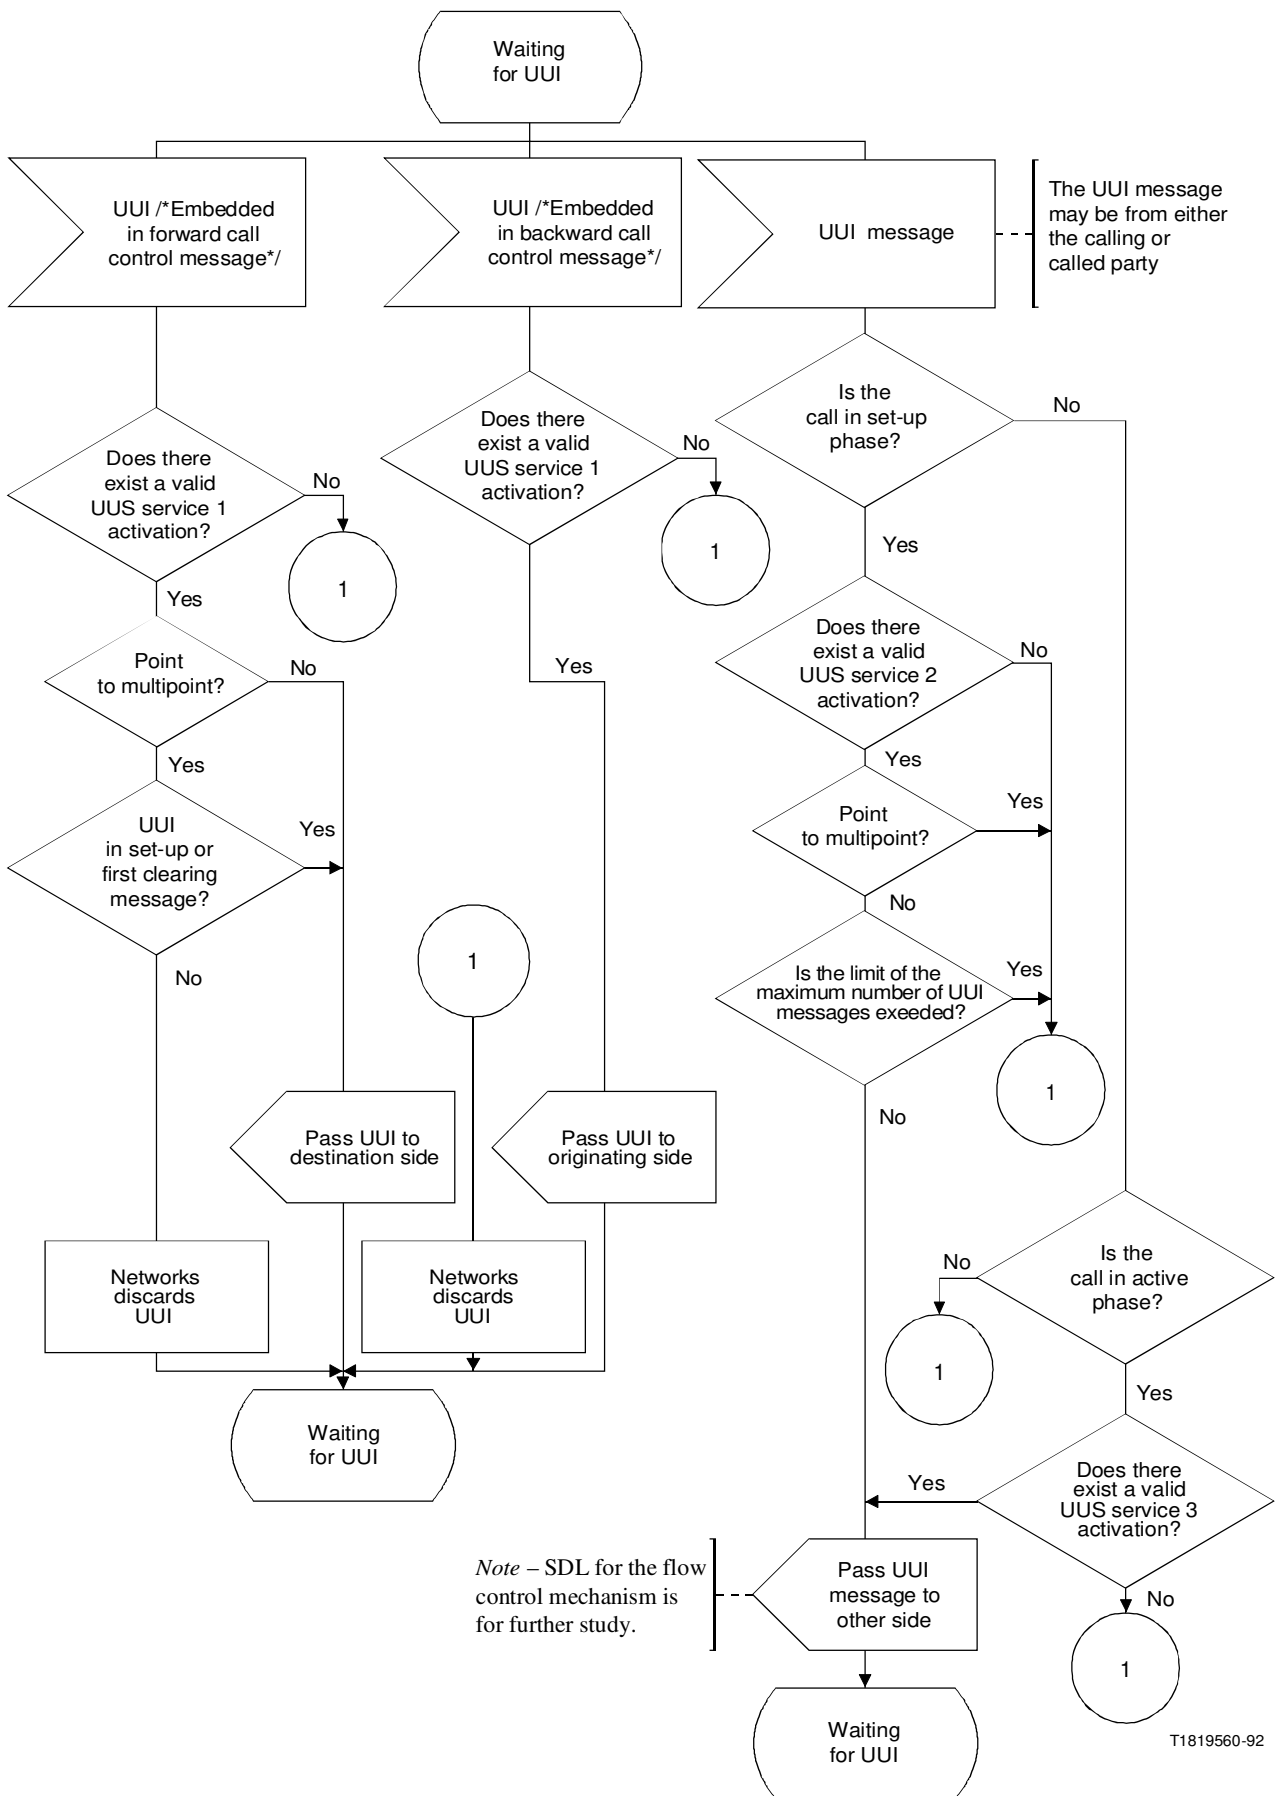 Waiting
for UUI
UUI /*Embedded
in forward call
control message*/
UUI /*Embedded
in backward call
control message*/
UUI message
The UUI message
may be from either
the calling or
called party
Does there
exist a valid
UUS service 1
activation?
No
1
Yes
Point
to multipoint?
No
Yes
UUI
in set-up or
first clearing
message?
Yes
No
Does there
exist a valid
UUS service 1
activation?
No
1
Yes
1
Pass UUI to
destination side
Pass UUI to
originating side
Networks
discards
UUI
Networks
discards
UUI
Waiting
for UUI
Is the
call in set-up
phase?
No
Yes
Does there
exist a valid
UUS service 2
activation?
No
Yes
Point
to multipoint?
Yes
No
Is the limit of the
maximum number of UUI
messages exeeded?
Yes
1
No
Is the
call in active
phase?
No
1
Yes
Does there
exist a valid
UUS service 3
activation?
Yes
No
1
Note – SDL for the flow
control mechanism is
for further study.
Pass UUI
message to
other side
Waiting
for UUI
T1819560-92